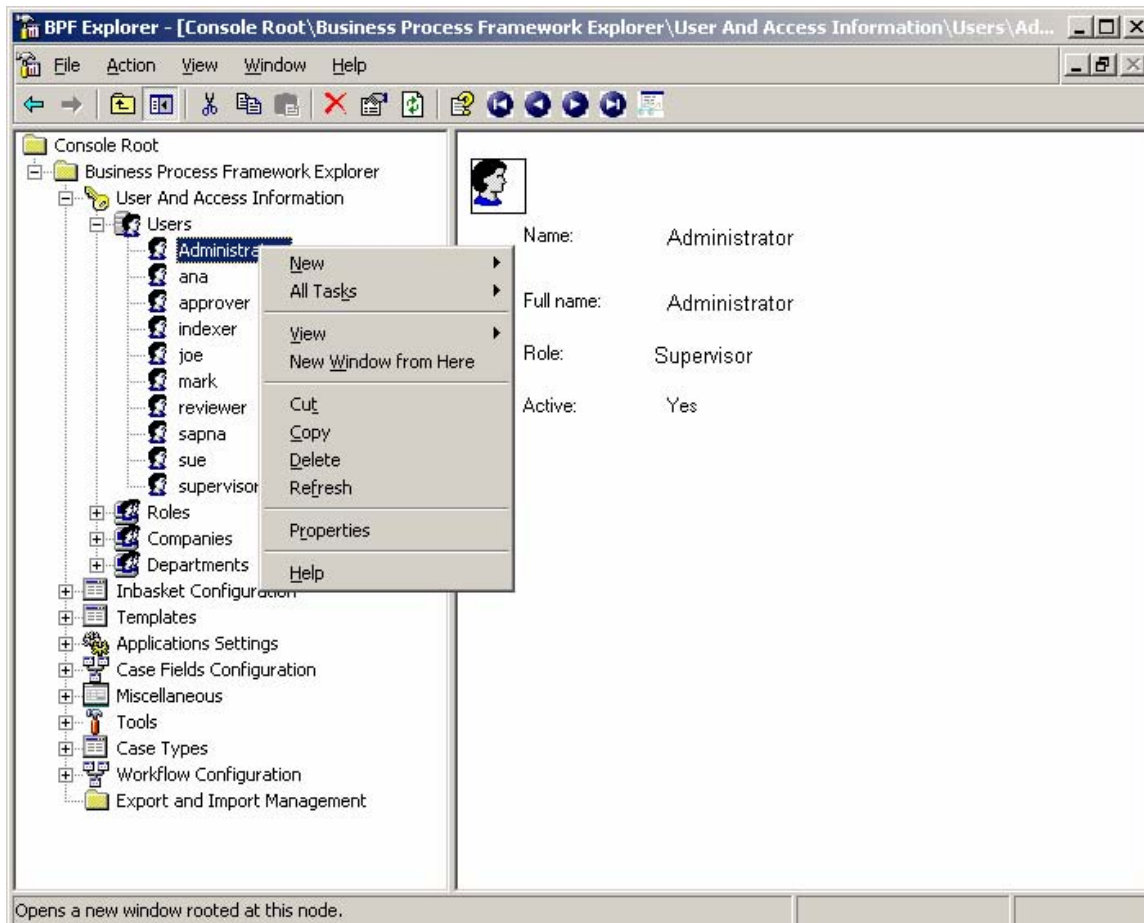 BPF Explorer - [Console Root\Business Process Framework Explorer\User And Access Information\Users\Ad...
File Action View Window Help
Console Root
Business Process Framework Explorer
User And Access Information
Users
Administrator
ana
approver
indexer
joe
mark
reviewer
sapna
sue
supervisor
Roles
Companies
Departments
Inbasket Configuration
Templates
Applications Settings
Case Fields Configuration
Miscellaneous
Tools
Case Types
Workflow Configuration
Export and Import Management
New
All Tasks
View
New Window from Here
Cut
Copy
Delete
Refresh
Properties
Help
Name: Administrator
Full name: Administrator
Role: Supervisor
Active: Yes
Opens a new window rooted at this node.